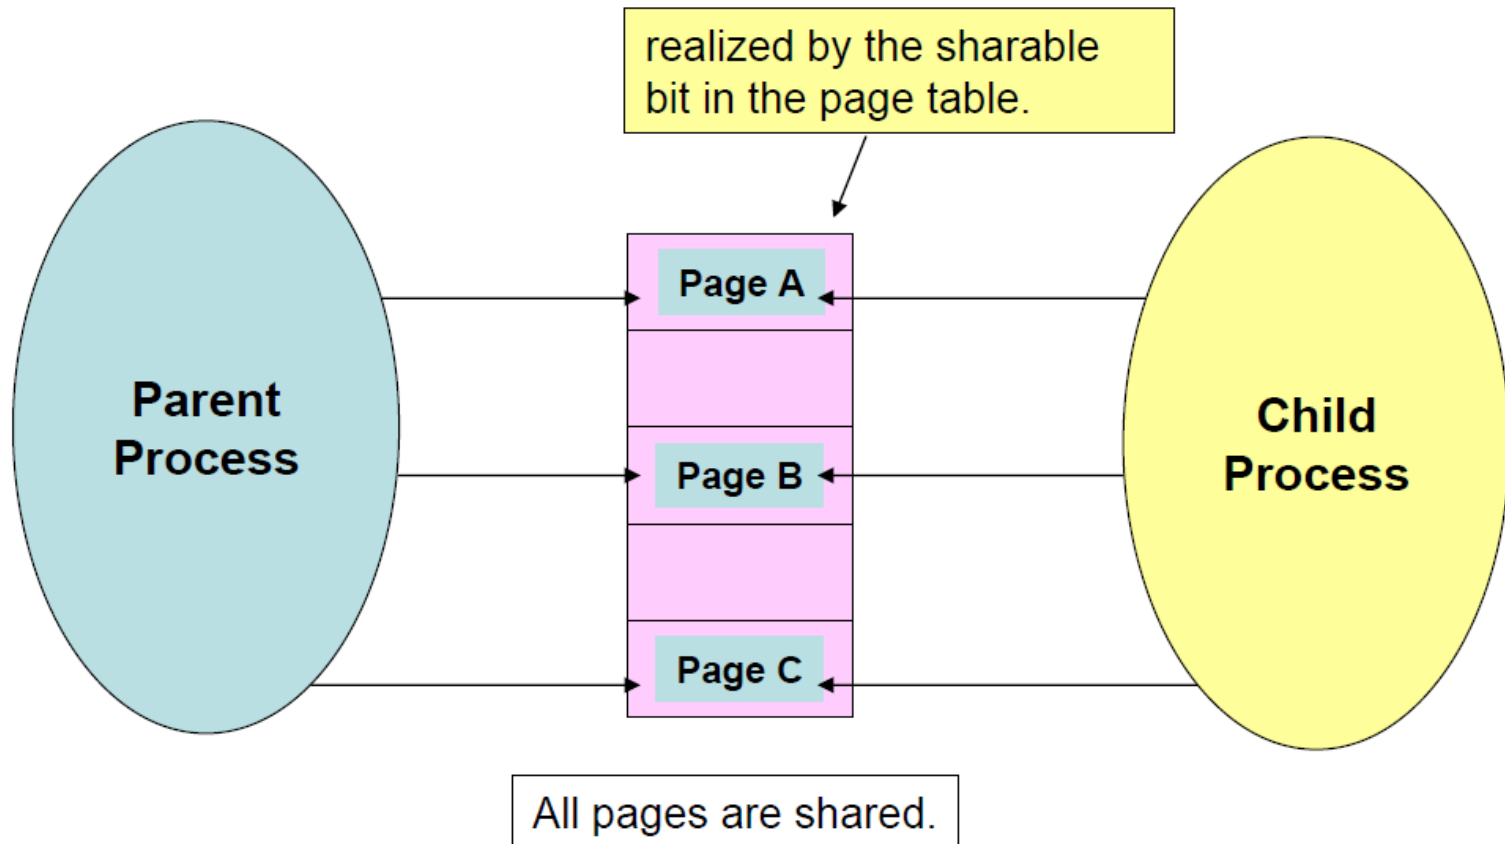 realized by the sharable
bit in the page table.
Page A
Parent
Process
Page B
Child
Process
Page C
All pages are shared.